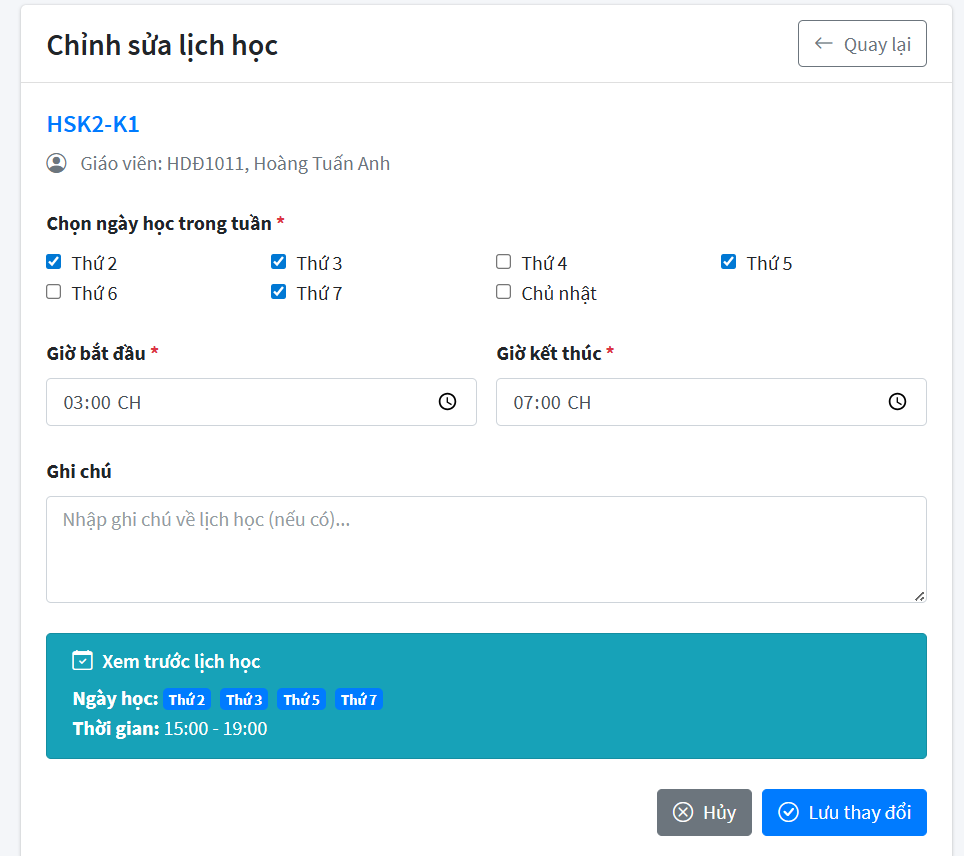 Chỉnh sửa lịch học
Quay lại
HSK2-K1
Giáo viên: HDĐ1011, Hoàng Tuấn Anh
Chọn ngày học trong tuần *
Thứ 2 Thứ 3 Thứ 4 Thứ 5
Thứ 6 Thứ 7 Chủ nhật
Giờ bắt đầu * Giờ kết thúc *
03:00 CH 07:00 CH
Ghi chú
Nhập ghi chú về lịch học (nếu có)...
Xem trước lịch học
Ngày học: Thứ 2 Thứ 3 Thứ 5 Thứ 7
Thời gian: 15:00 - 19:00
Hủy Lưu thay đổi